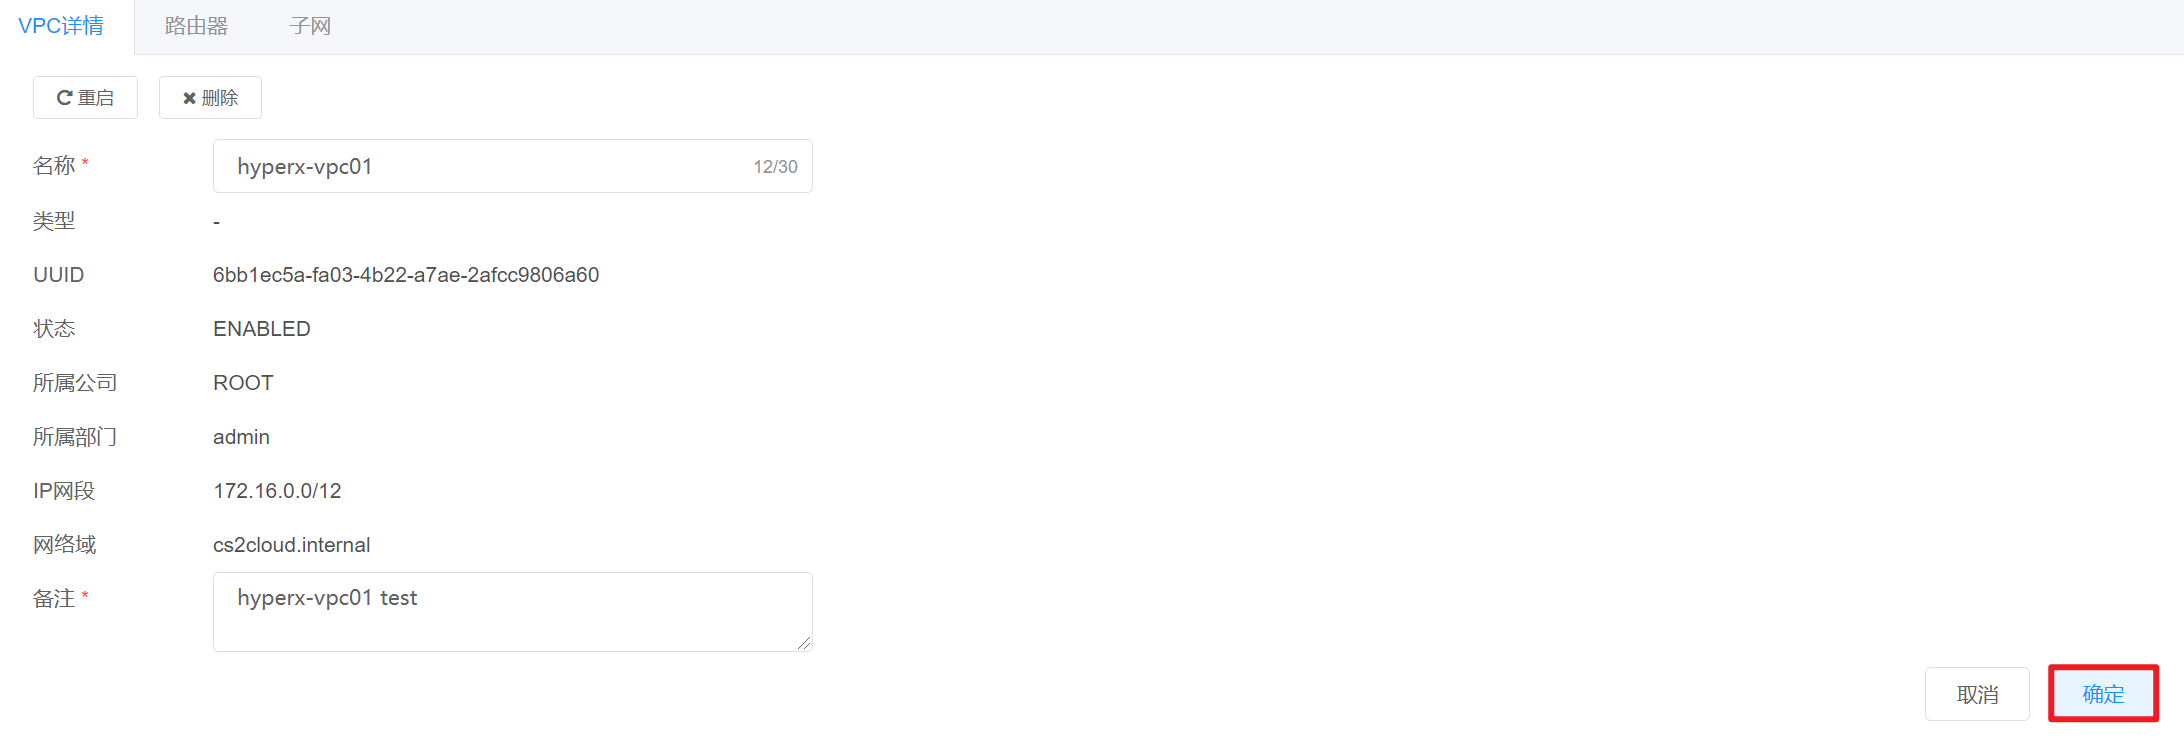 VPC详情 路由器 子网
重启 删除
名称 * hyperx-vpc01 12/30
类型 -
UUID 6bb1ec5a-fa03-4b22-a7ae-2afcc9806a60
状态 ENABLED
所属公司 ROOT
所属部门 admin
IP网段 172.16.0.0/12
网络域 cs2cloud.internal
备注 * hyperx-vpc01 test
取消 确定